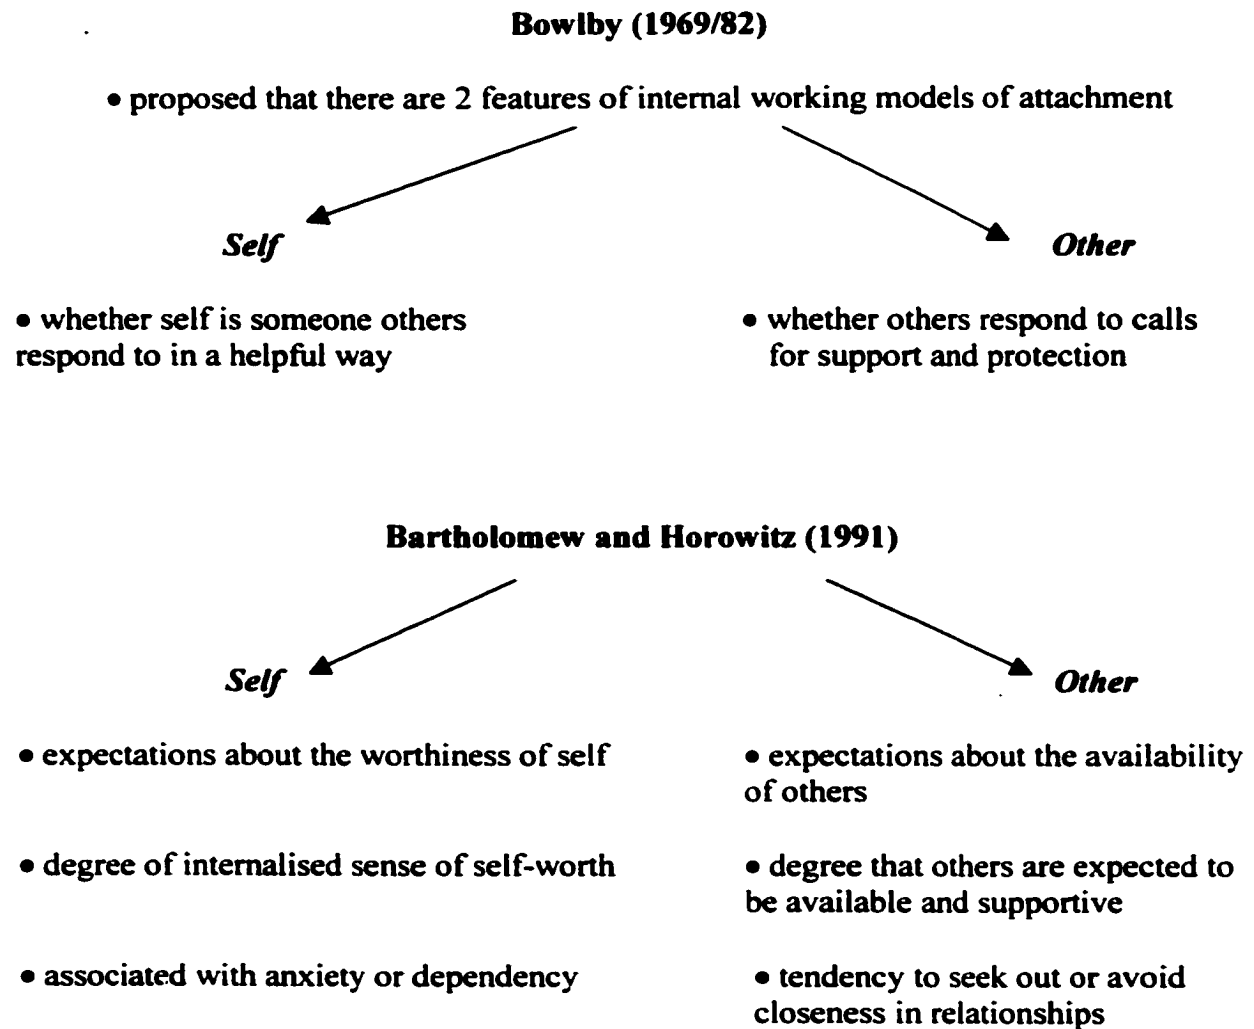 Bowlby (1969/82)
• proposed that there are 2 features of internal working models of attachment
Self
Other
• whether self is someone others
respond to in a helpful way
• whether others respond to calls
for support and protection
Bartholomew and Horowitz (1991)
Self
Other
• expectations about the worthiness of self
• expectations about the availability
of others
• degree of internalised sense of self-worth
• degree that others are expected to
be available and supportive
• associated with anxiety or dependency
• tendency to seek out or avoid
closeness in relationships